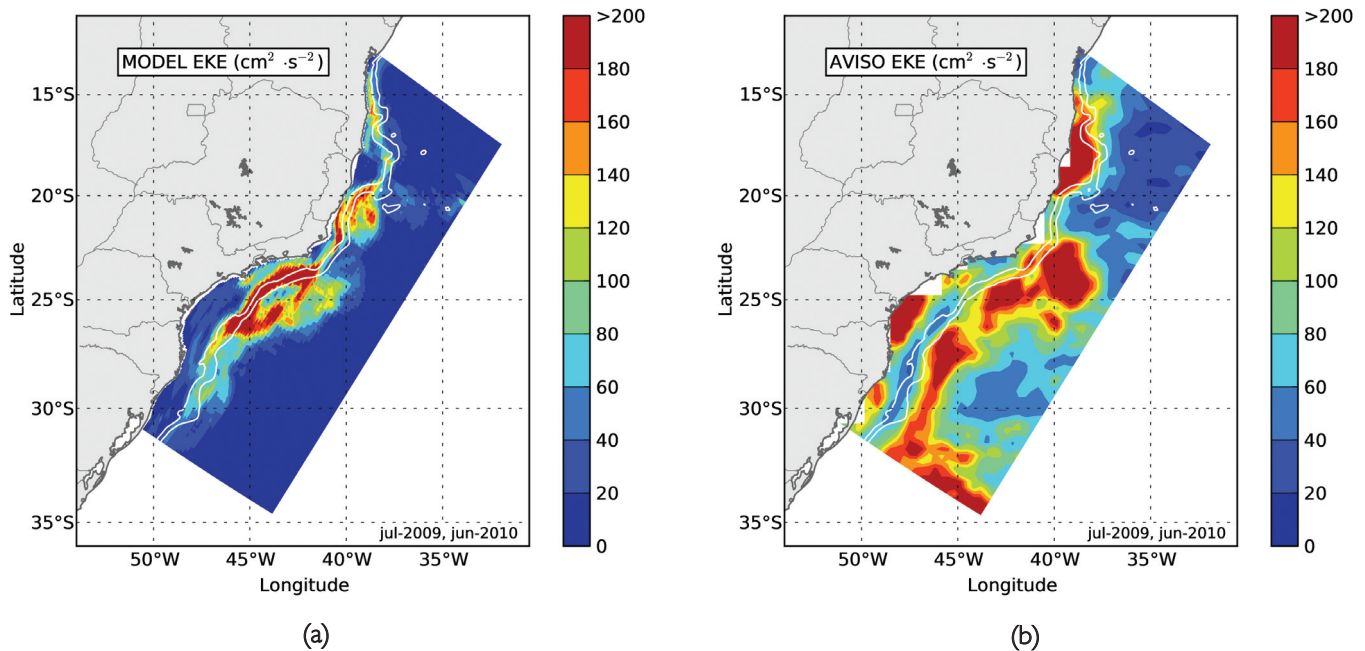 MODEL EKE (cm² ·s⁻²)
15°S
20°S
25°S
30°S
35°S
Latitude
50°W
45°W
40°W
35°W
Longitude
jul-2009, jun-2010
>200
180
160
140
120
100
80
60
40
20
0
(a)
AVISO EKE (cm² ·s⁻²)
15°S
20°S
25°S
30°S
35°S
Latitude
50°W
45°W
40°W
35°W
Longitude
jul-2009, jun-2010
>200
180
160
140
120
100
80
60
40
20
0
(b)